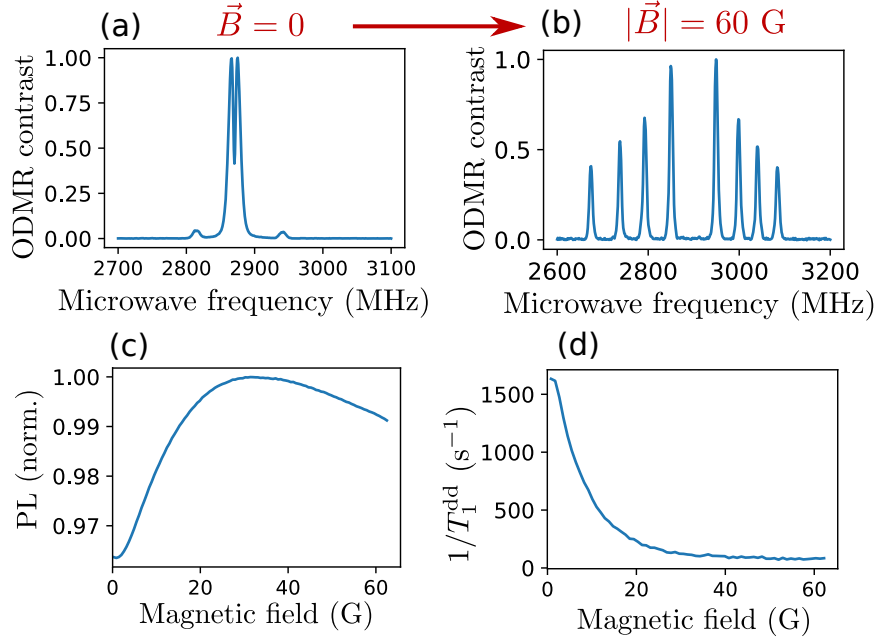 (a) B⃗ = 0 (b) |B⃗| = 60 G
ODMR contrast
1.00
0.75
0.50
0.25
0.00
2700 2800 2900 3000 3100
Microwave frequency (MHz)
ODMR contrast
1.0
0.5
0.0
2600 2800 3000 3200
Microwave frequency (MHz)
(c)
PL (norm.)
1.00
0.99
0.98
0.97
0 20 40 60
Magnetic field (G)
(d)
1/T₁ᵈᵈ (s⁻¹)
1500
1000
500
0
0 20 40 60
Magnetic field (G)